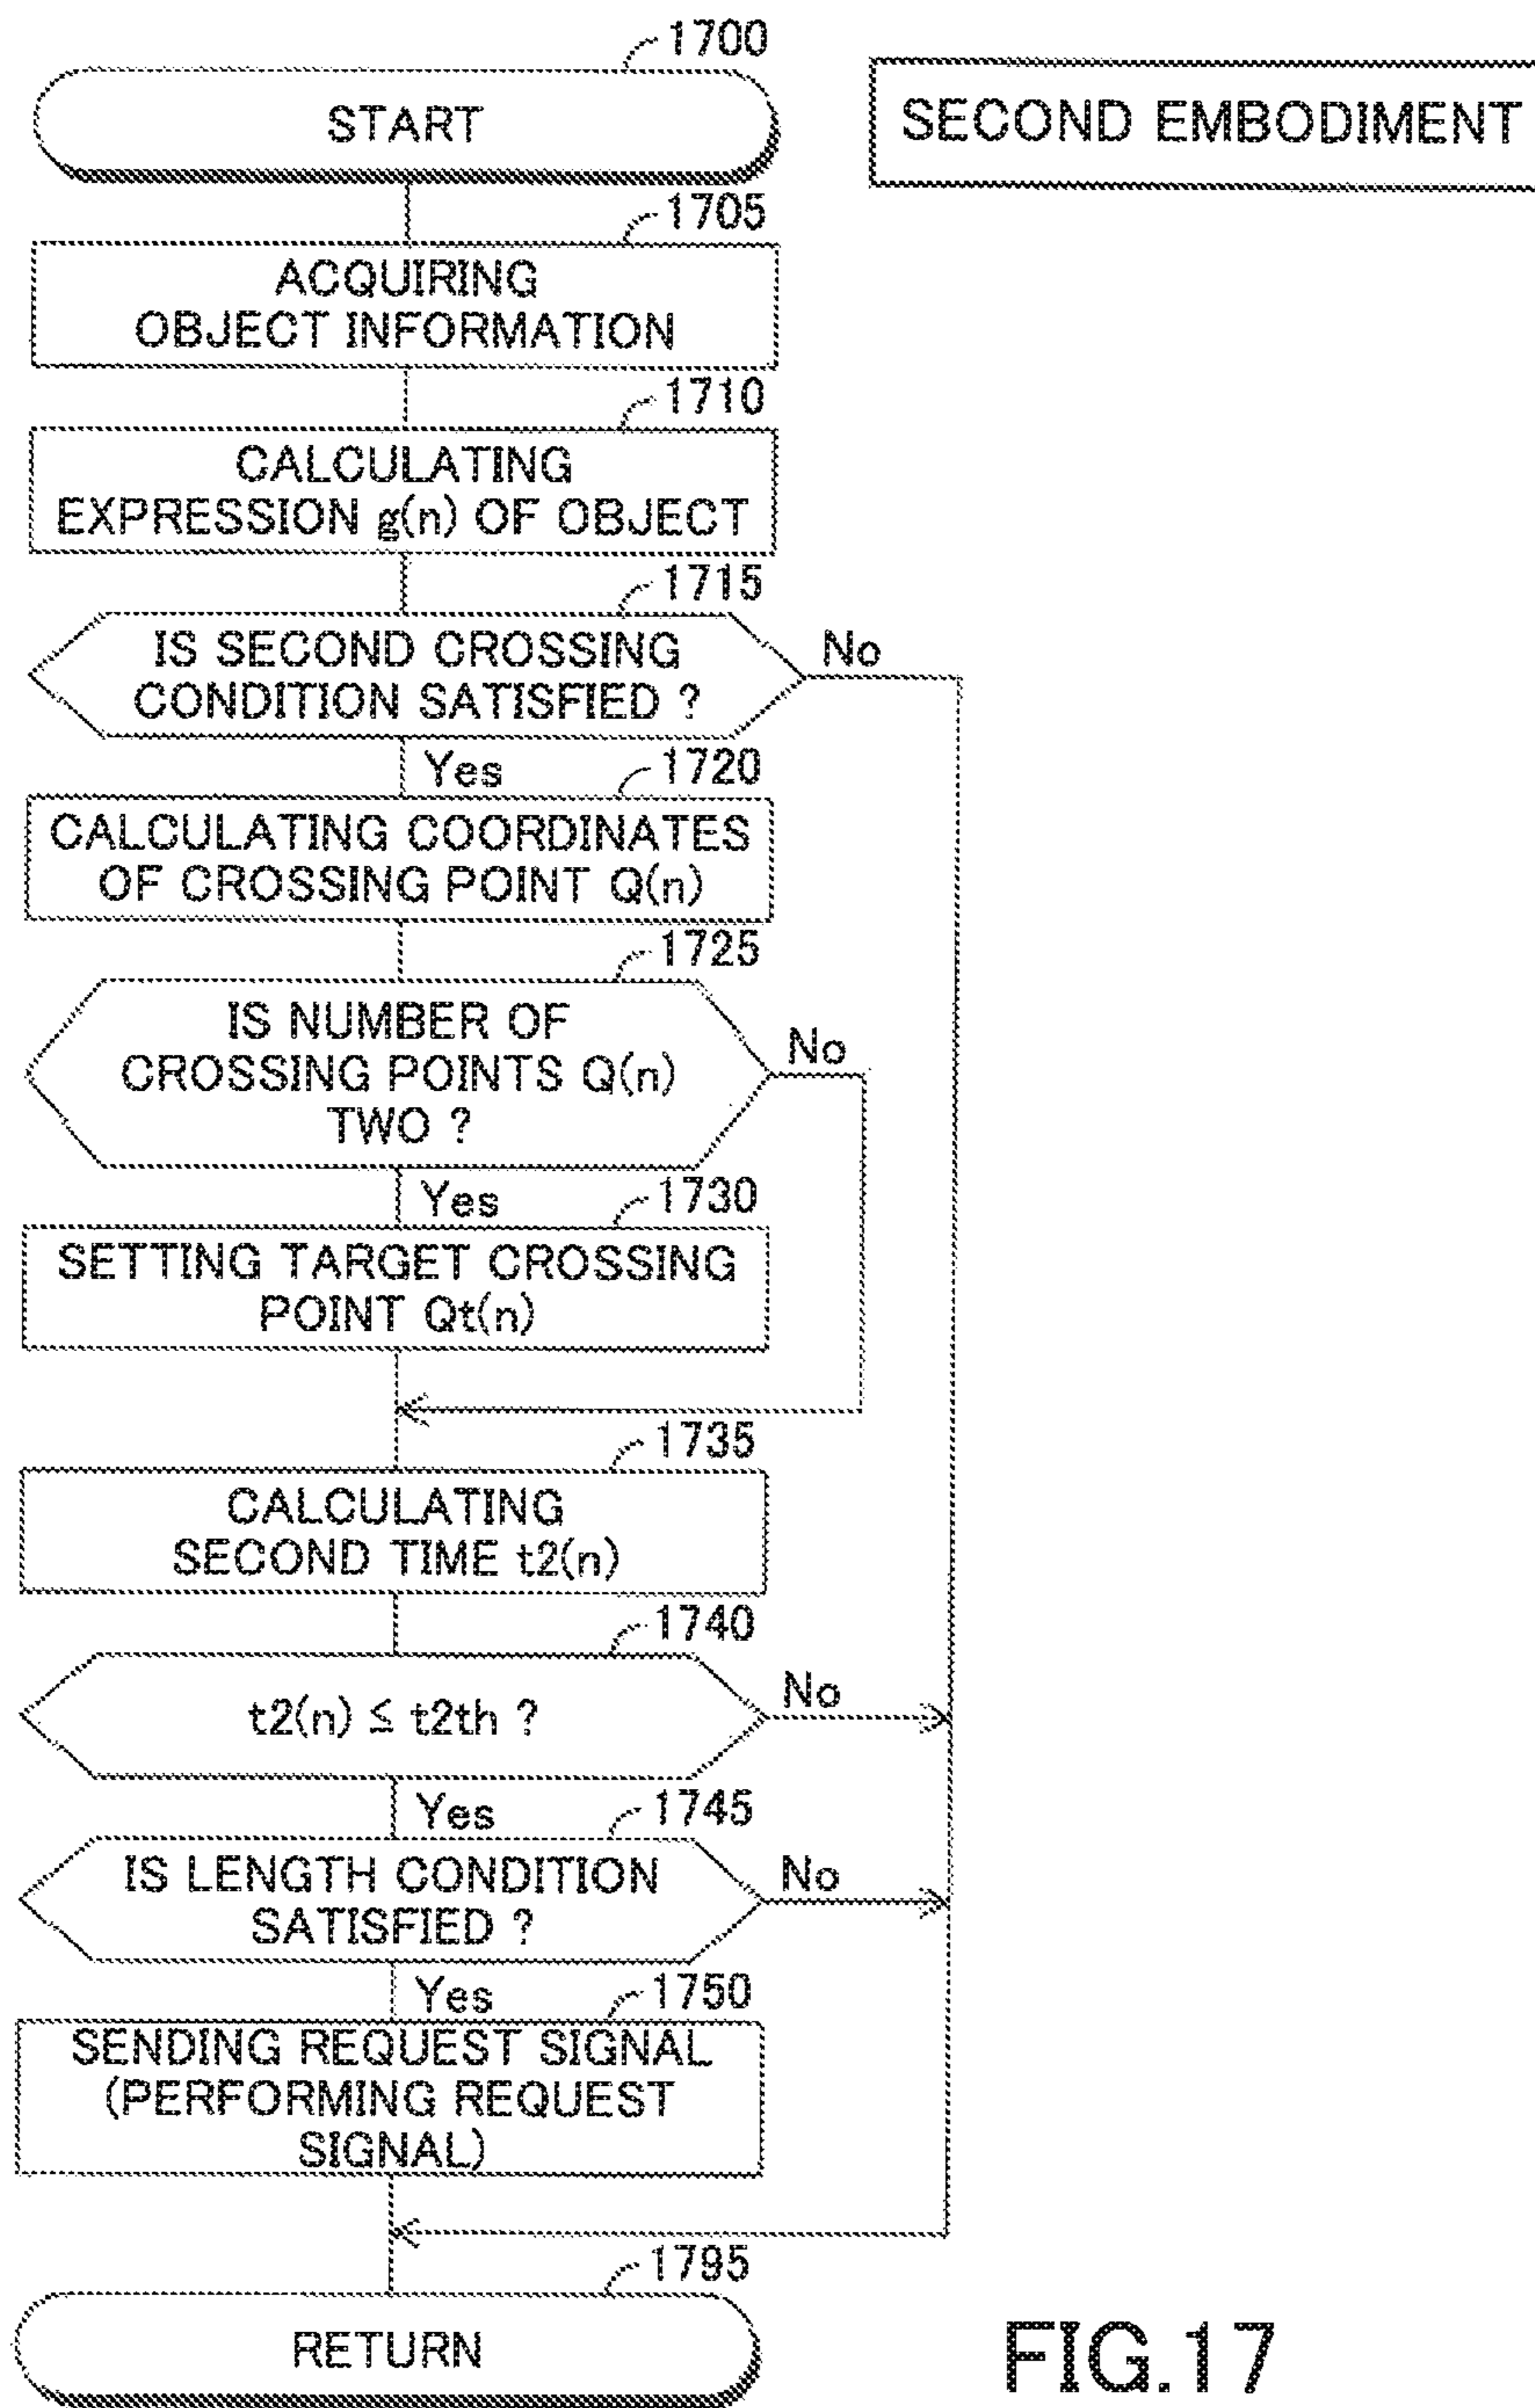 1700
START
SECOND EMBODIMENT
1705
ACQUIRING
OBJECT INFORMATION
1710
CALCULATING
EXPRESSION g(n) OF OBJECT
1715
IS SECOND CROSSING
CONDITION SATISFIED ?
No
Yes
1720
CALCULATING COORDINATES
OF CROSSING POINT Q(n)
1725
IS NUMBER OF
CROSSING POINTS Q(n)
TWO ?
No
Yes
1730
SETTING TARGET CROSSING
POINT Qt(n)
1735
CALCULATING
SECOND TIME t2(n)
1740
t2(n) ≦ t2th ?
No
Yes
1745
IS LENGTH CONDITION
SATISFIED ?
No
Yes
1750
SENDING REQUEST SIGNAL
(PERFORMING REQUEST
SIGNAL)
1795
RETURN
FIG.17